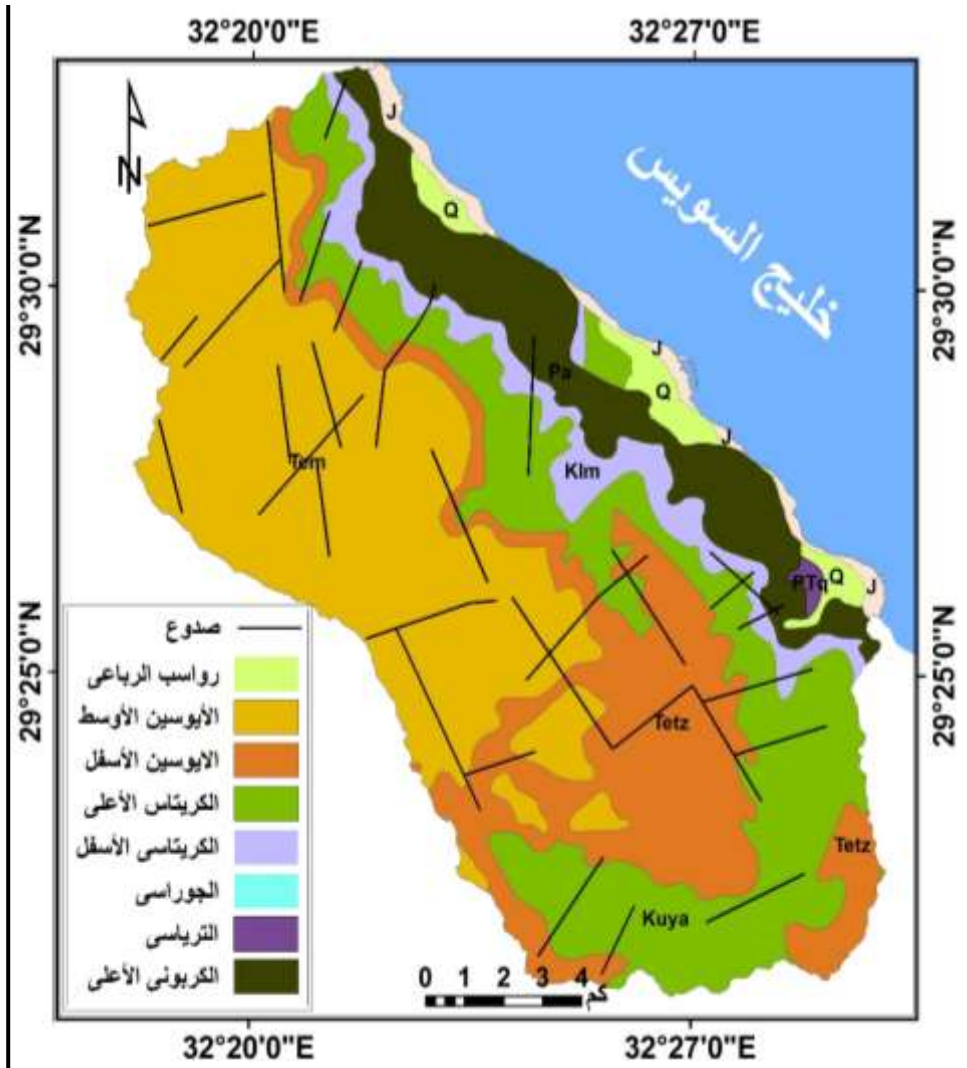 32°20'0"E
32°27'0"E
N
J
خليج السويس
Q
29°30'0"N
29°30'0"N
J
Pa
Q
J
Tem
Klm
PTq
Q
J
29°25'0"N
29°25'0"N
صدوع
رواسب الرباعى
الأيوسين الأوسط
الايوسين الأسفل
الكريتاس الأعلى
الكريتاسى الأسفل
الجوراسى
الترياسى
الكربونى الأعلى
Tetz
Tetz
Kuya
0 1 2 3 4
كم
32°20'0"E
32°27'0"E